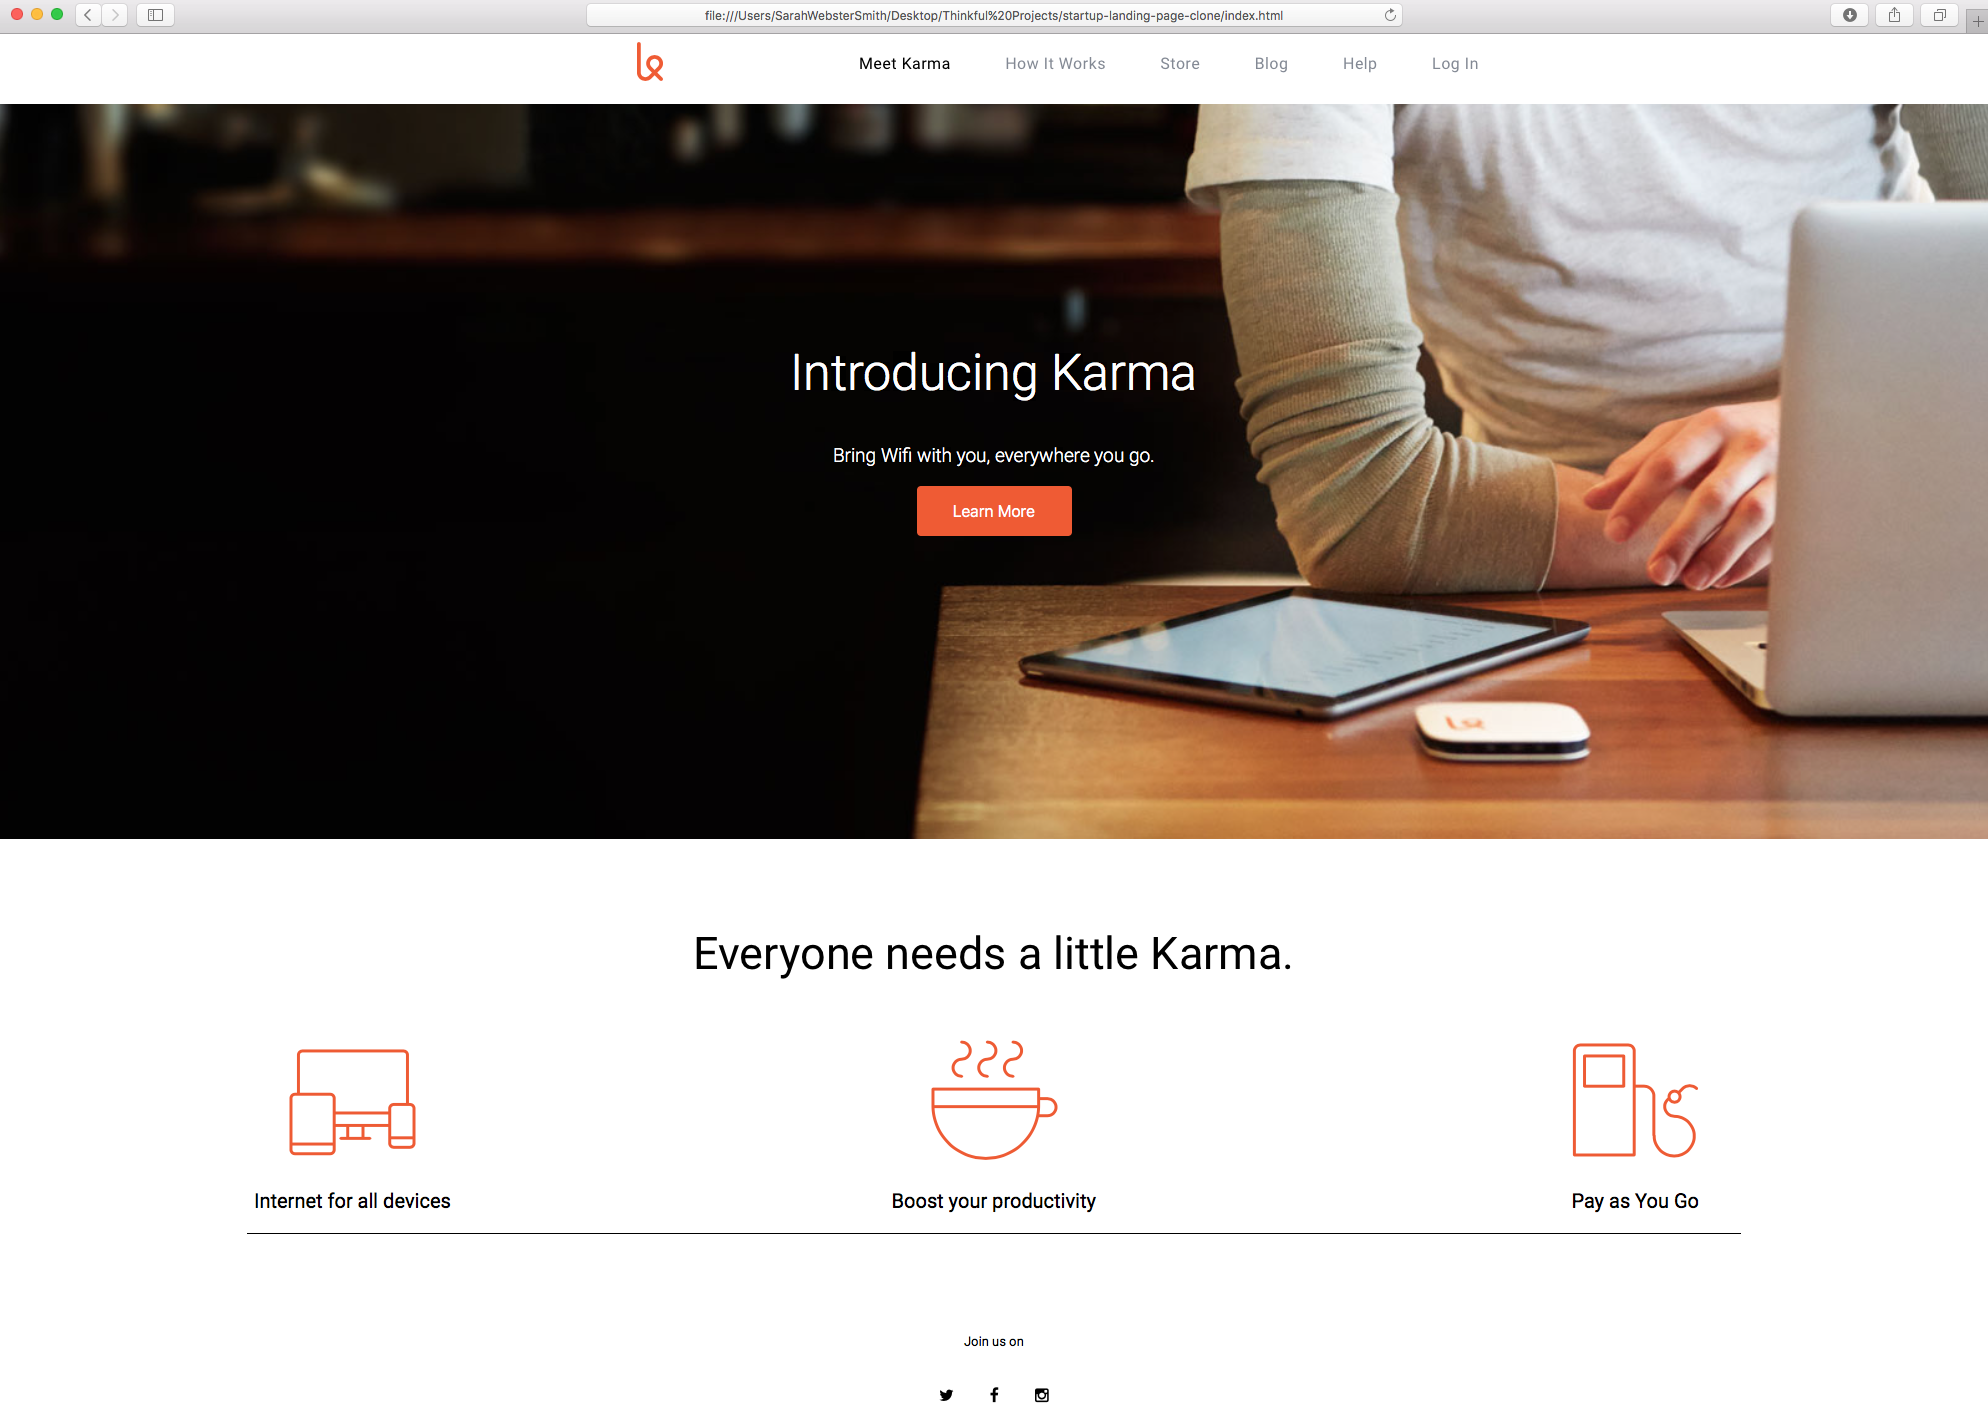 file:///Users/SarahWebsterSmith/Desktop/Thinkful%20Projects/startup-landing-page-clone/index.html
Meet Karma How It Works Store Blog Help Log In
Introducing Karma
Bring Wifi with you, everywhere you go.
Learn More
Everyone needs a little Karma.
Internet for all devices Boost your productivity Pay as You Go
Join us on